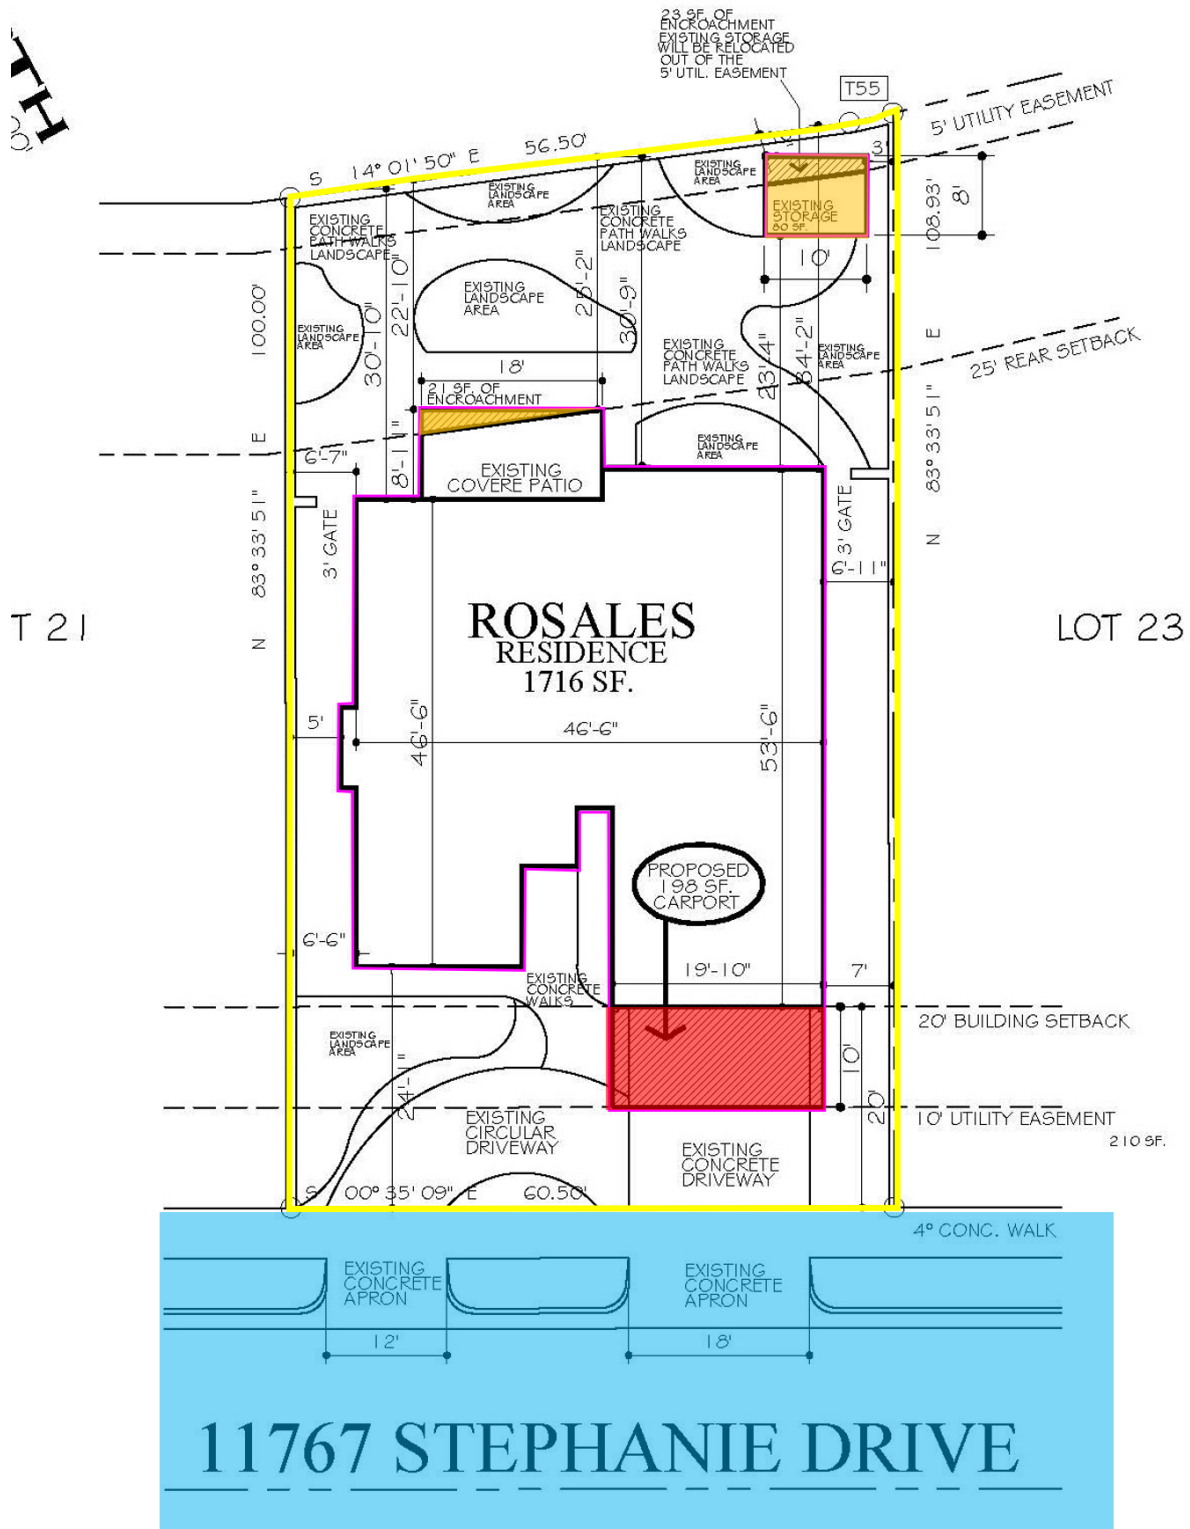 23 SF. OF
ENCROACHMENT
EXISTING STORAGE
WILL BE RELOCATED
OUT OF THE
5' UTIL. EASEMENT
T55
5' UTILITY EASEMENT
TH
S 14° 01' 50" E 56.50'
3'
EXISTING
LANDSCAPE
AREA
EXISTING
LANDSCAPE
AREA
EXISTING
STORAGE
80 SF.
108.93'
8'
EXISTING
CONCRETE
PATH WALKS
LANDSCAPE
EXISTING
CONCRETE
PATH WALKS
LANDSCAPE
10'
EXISTING
LANDSCAPE
AREA
22'-10"
25'-2"
30'-9"
30'-10"
100.00'
EXISTING
LANDSCAPE
AREA
EXISTING
CONCRETE
PATH WALKS
LANDSCAPE
23'-4"
34'-2"
EXISTING
LANDSCAPE
AREA
25' REAR SETBACK
18'
21 SF. OF
ENCROACHMENT
EXISTING
LANDSCAPE
AREA
6'-7"
8'-11"
EXISTING
COVERE PATIO
N 83° 33' 51" E
N 83° 33' 51" E
3' GATE
3' GATE
6'-11"
T 21
ROSALES
RESIDENCE
1716 SF.
LOT 23
5'
46'-6"
46'-6"
53'-6"
PROPOSED
198 SF.
CARPORT
6'-6"
19'-10"
7'
EXISTING
CONCRETE
WALKS
20' BUILDING SETBACK
EXISTING
LANDSCAPE
AREA
24'-1"
10'
20'
EXISTING
CIRCULAR
DRIVEWAY
10' UTILITY EASEMENT
210 SF.
EXISTING
CONCRETE
DRIVEWAY
S 00° 35' 09" E 60.50'
4° CONC. WALK
EXISTING
CONCRETE
APRON
EXISTING
CONCRETE
APRON
12'
18'
11767 STEPHANIE DRIVE